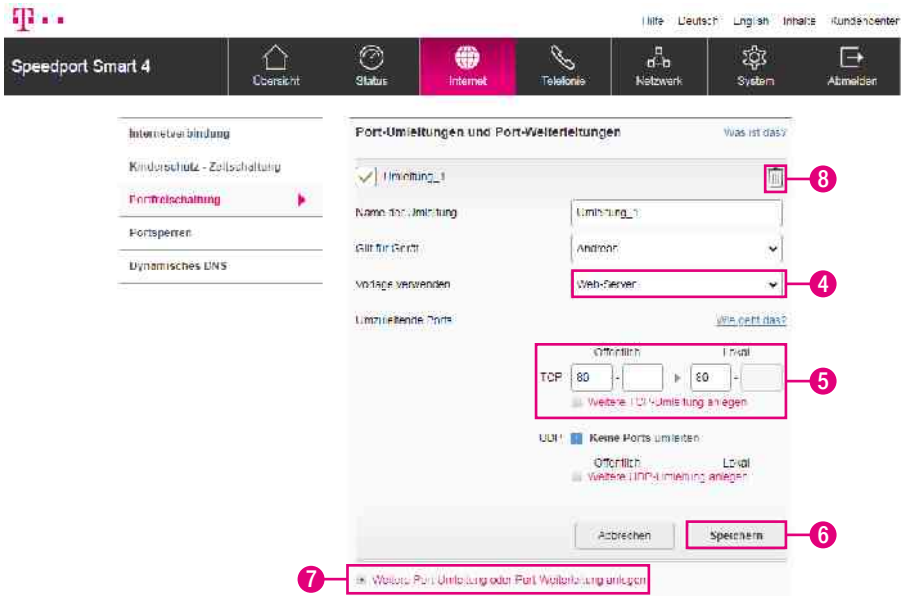 T
Hilfe Deutsch English Inhalte Kundencenter
Speedport Smart 4
Übersicht
Status
Internet
Telefonie
Netzwerk
System
Abmelden
Internetverbindung
Kinderschutz - Zeitschaltung
Portfreischaltung
Portsperren
Dynamisches DNS
Port-Umleitungen und Port-Weiterleitungen
Was ist das?
Umleitung_1
8
Name der Umleitung
Umleitung_1
Gilt für Gerät
Andreas
Vorlage verwenden
Web-Server
4
Umzuleitende Ports
Wie geht das?
Öffentlich Lokal
TCP 80 - 80 -
5
Weitere TCP-Umleitung anlegen
UDP Keine Ports umleiten
Öffentlich Lokal
Weitere UDP-Umleitung anlegen
Abbrechen
Speichern
6
7
Weitere Port-Umleitung oder Port-Weiterleitung anlegen